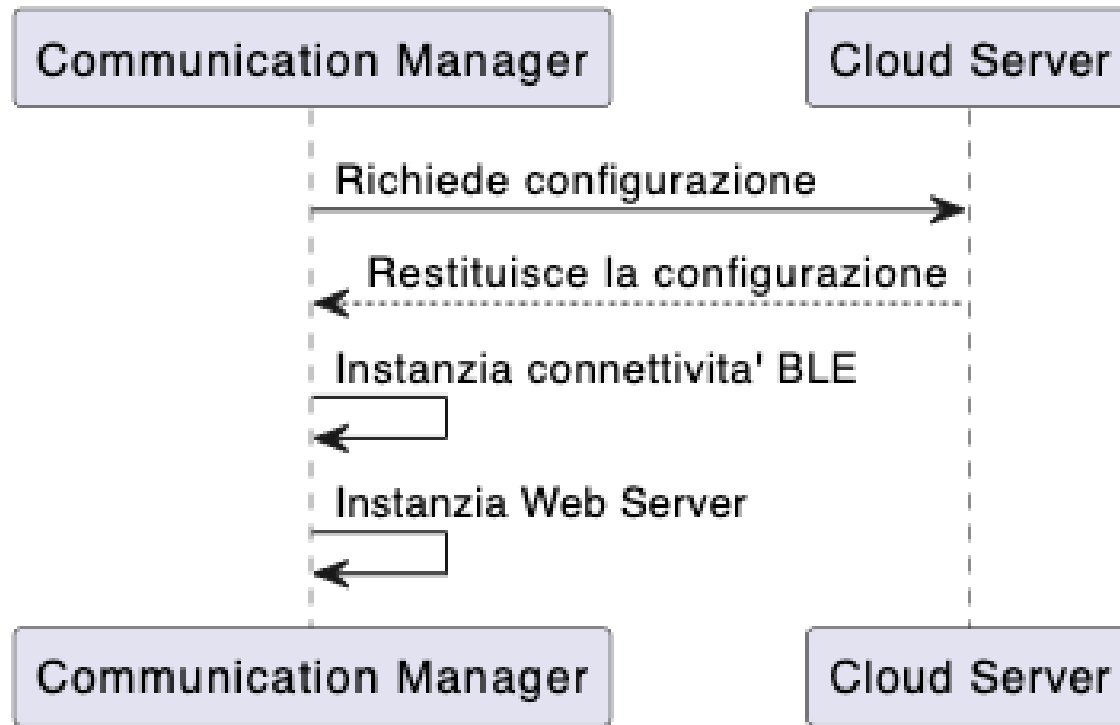 Communication Manager
Cloud Server
Richiede configurazione
Restituisce la configurazione
Instanzia connettivita' BLE
Instanzia Web Server
Communication Manager
Cloud Server